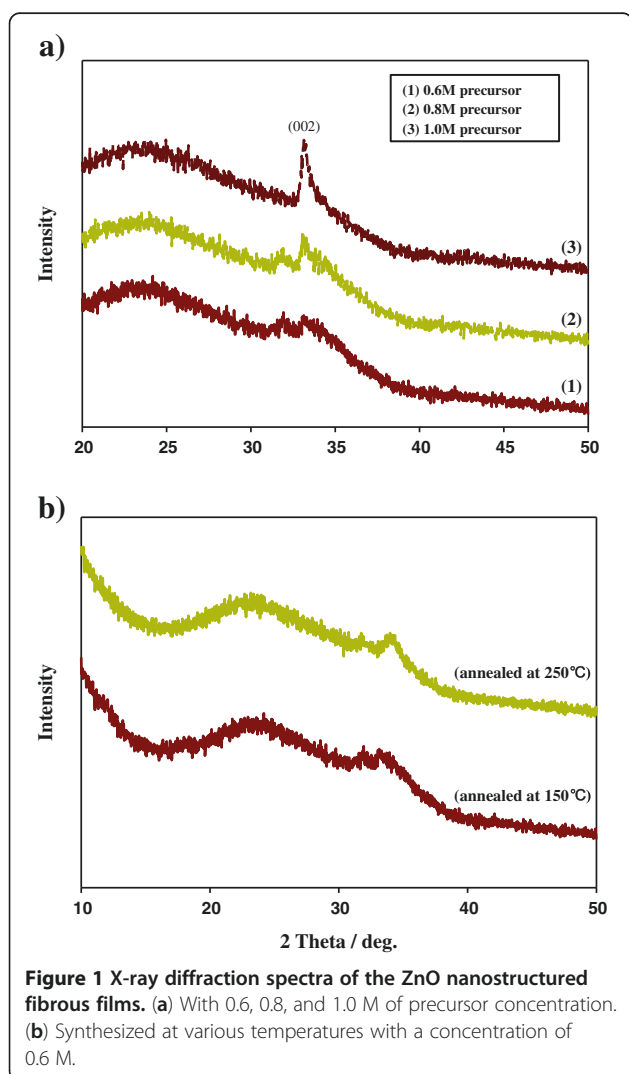 a)
(1) 0.6M precursor
(2) 0.8M precursor
(3) 1.0M precursor
(002)
Intensity
(3)
(2)
(1)
20 25 30 35 40 45 50
b)
Intensity
(annealed at 250℃)
(annealed at 150℃)
10 20 30 40 50
2 Theta / deg.
Figure 1 X-ray diffraction spectra of the ZnO nanostructured
fibrous films. (a) With 0.6, 0.8, and 1.0 M of precursor concentration.
(b) Synthesized at various temperatures with a concentration of
0.6 M.